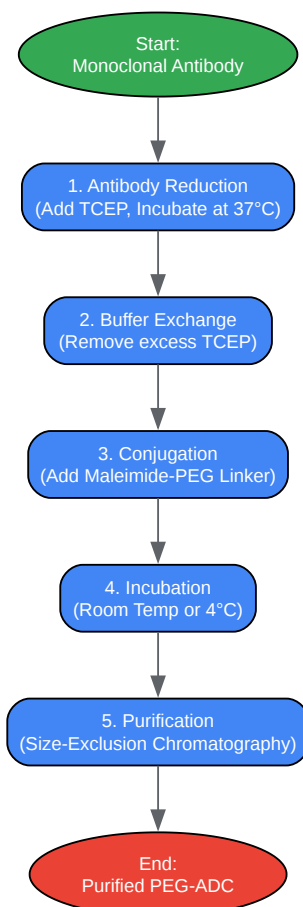 Start:
Monoclonal Antibody
1. Antibody Reduction
(Add TCEP, Incubate at 37°C)
2. Buffer Exchange
(Remove excess TCEP)
3. Conjugation
(Add Maleimide-PEG Linker)
4. Incubation
(Room Temp or 4°C)
5. Purification
(Size-Exclusion Chromatography)
End:
Purified PEG-ADC